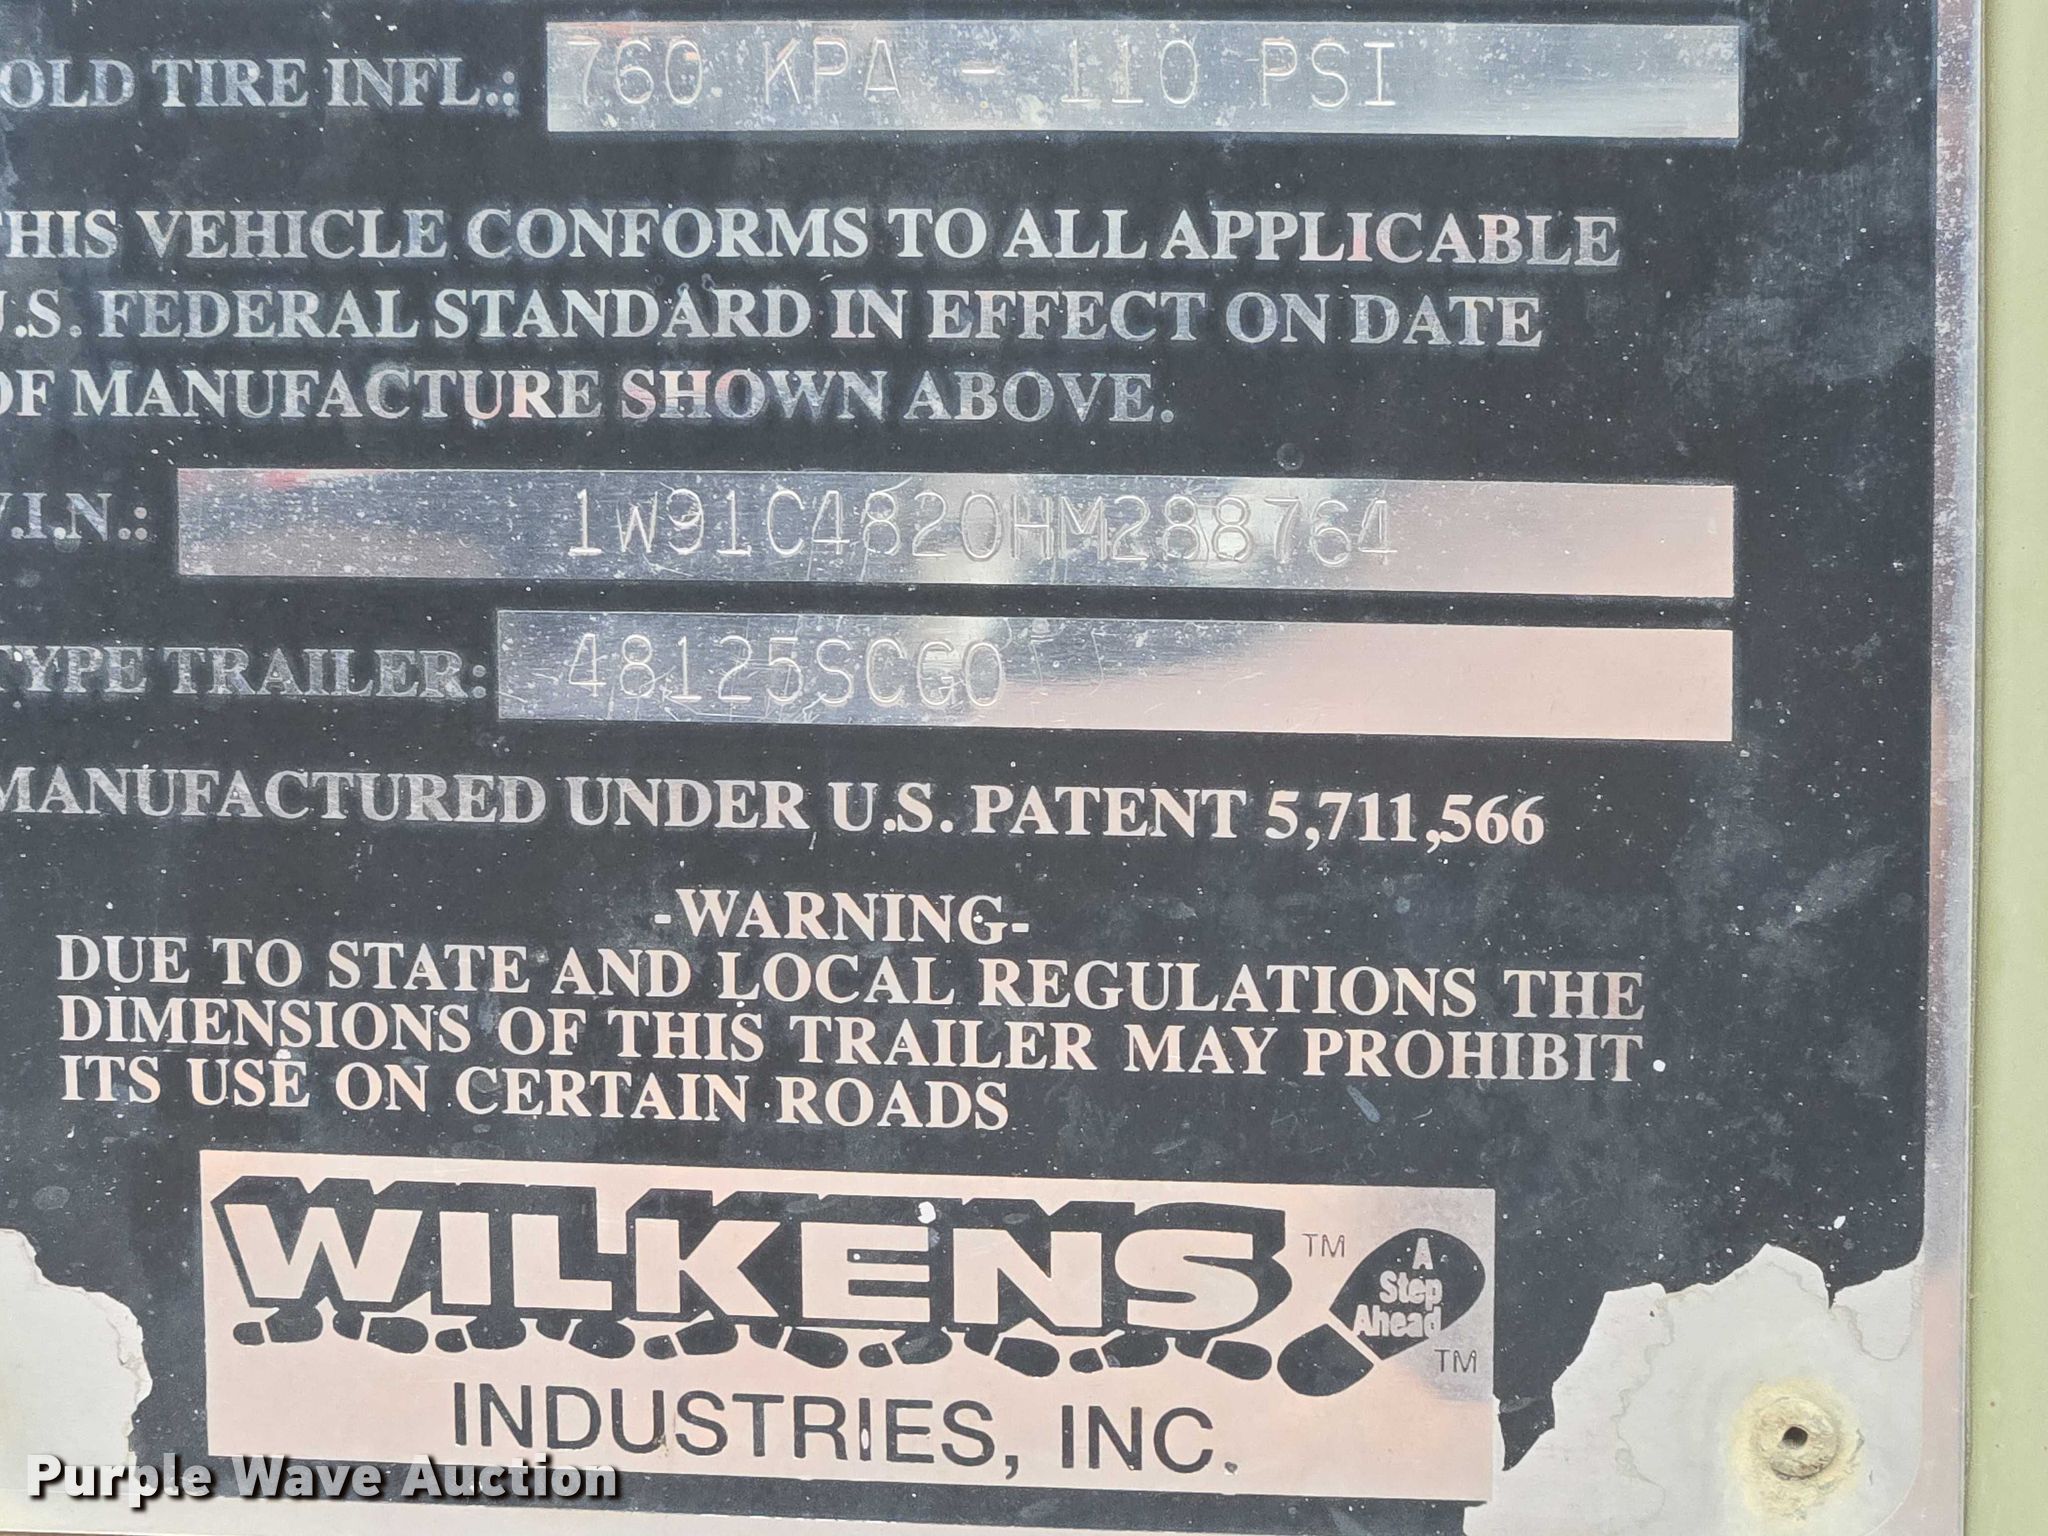 OLD TIRE INFL.: 760 KPA - 110 PSI
THIS VEHICLE CONFORMS TO ALL APPLICABLE
U.S. FEDERAL STANDARD IN EFFECT ON DATE
OF MANUFACTURE SHOWN ABOVE.
V.I.N.: 1W91C4820HM288764
TYPE TRAILER: 48125SCGO
MANUFACTURED UNDER U.S. PATENT 5,711,566
-WARNING-
DUE TO STATE AND LOCAL REGULATIONS THE
DIMENSIONS OF THIS TRAILER MAY PROHIBIT
ITS USE ON CERTAIN ROADS
WILKENS TM
A
Step
Ahead
TM
INDUSTRIES, INC.
Purple Wave Auction